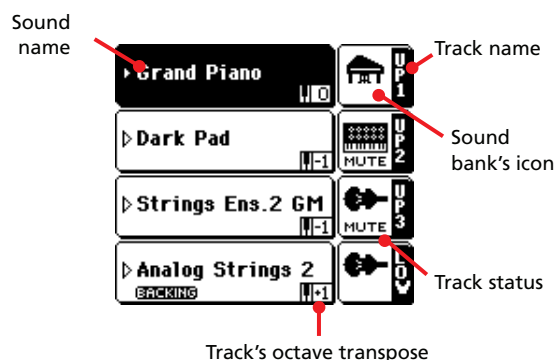 Sound
name
Track name
Grand Piano
0
UP1
Dark Pad
-1
MUTE
UP2
Sound
bank's icon
Strings Ens.2 GM
-1
MUTE
UP3
Analog Strings 2
BACKING
+1
LOW
Track status
Track's octave transpose